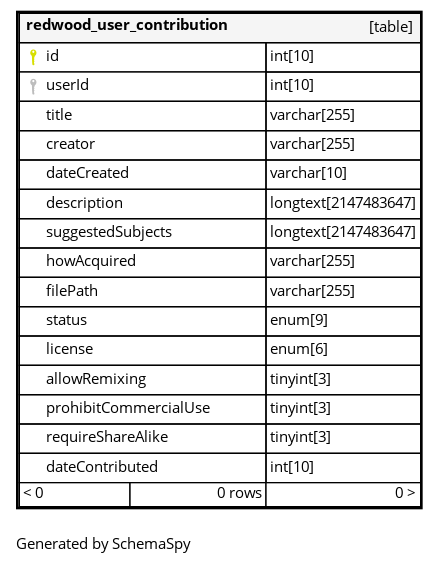 redwood_user_contribution [table]
id int[10]
userId int[10]
title varchar[255]
creator varchar[255]
dateCreated varchar[10]
description longtext[2147483647]
suggestedSubjects longtext[2147483647]
howAcquired varchar[255]
filePath varchar[255]
status enum[9]
license enum[6]
allowRemixing tinyint[3]
prohibitCommercialUse tinyint[3]
requireShareAlike tinyint[3]
dateContributed int[10]
< 0 0 rows 0 >
Generated by SchemaSpy